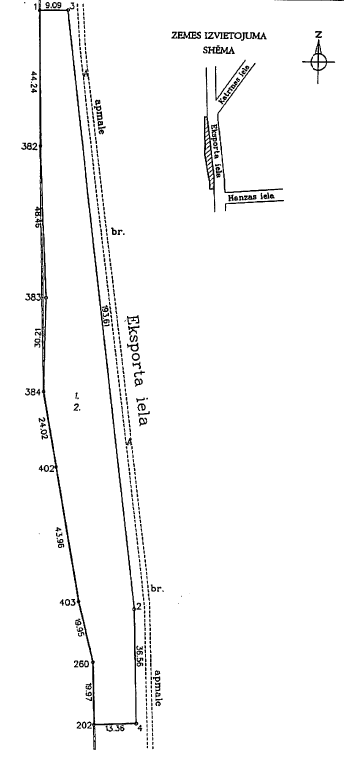 1 9.09 3
ZEMES IZVIETOJUMA
SHĒMA
N
44.24
apmale
Katrīnas iela
Eksporta iela
Hanzas iela
382
48.46
br.
383
193.61
Eksporta iela
30.21
384
1.
2.
24.02
402
43.96
br.
403
2
19.95
36.56
260
19.97
apmale
202
13.36
4